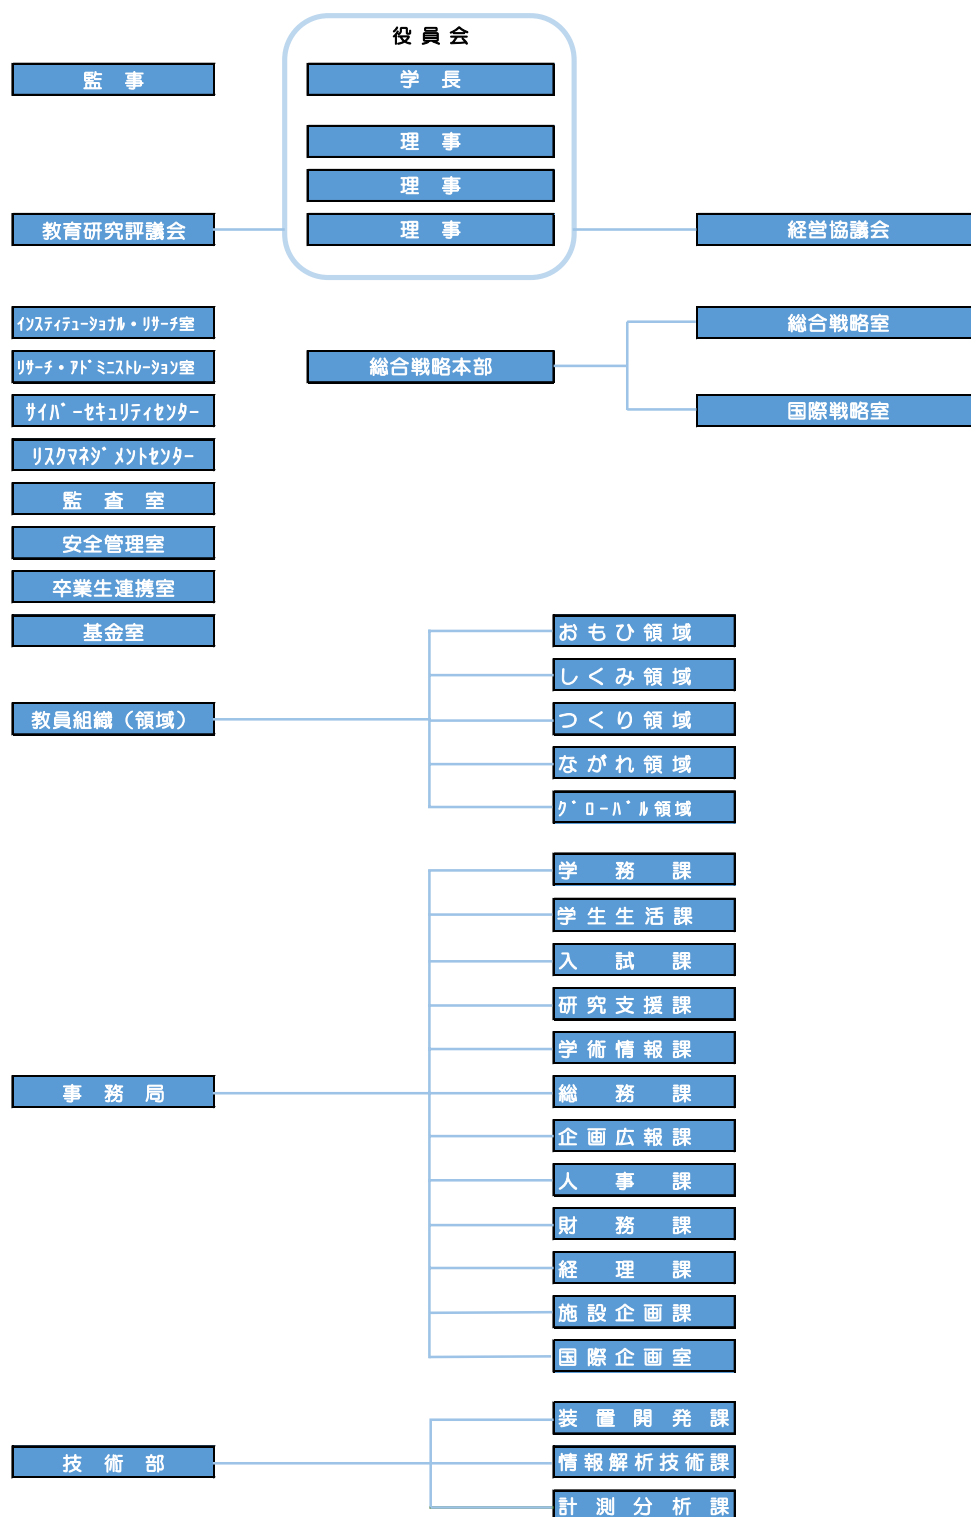 役員会
監事
学長
理事
理事
教育研究評議会
理事
経営協議会
ｲﾝｽﾃｨﾃｭｰｼｮﾅﾙ・ﾘｻｰﾁ室
総合戦略室
ﾘｻｰﾁ・ｱﾄﾞﾐﾆｽﾄﾚｰｼｮﾝ室
総合戦略本部
ｻｲﾊﾞｰｾｷｭﾘﾃｨｾﾝﾀｰ
国際戦略室
ﾘｽｸﾏﾈｼﾞﾒﾝﾄｾﾝﾀｰ
監査室
安全管理室
卒業生連携室
基金室
おもひ領域
しくみ領域
教員組織（領域）
つくり領域
ながれ領域
ｸﾞﾛｰﾊﾞﾙ領域
学務課
学生生活課
入試課
研究支援課
学術情報課
事務局
総務課
企画広報課
人事課
財務課
経理課
施設企画課
国際企画室
装置開発課
技術部
情報解析技術課
計測分析課